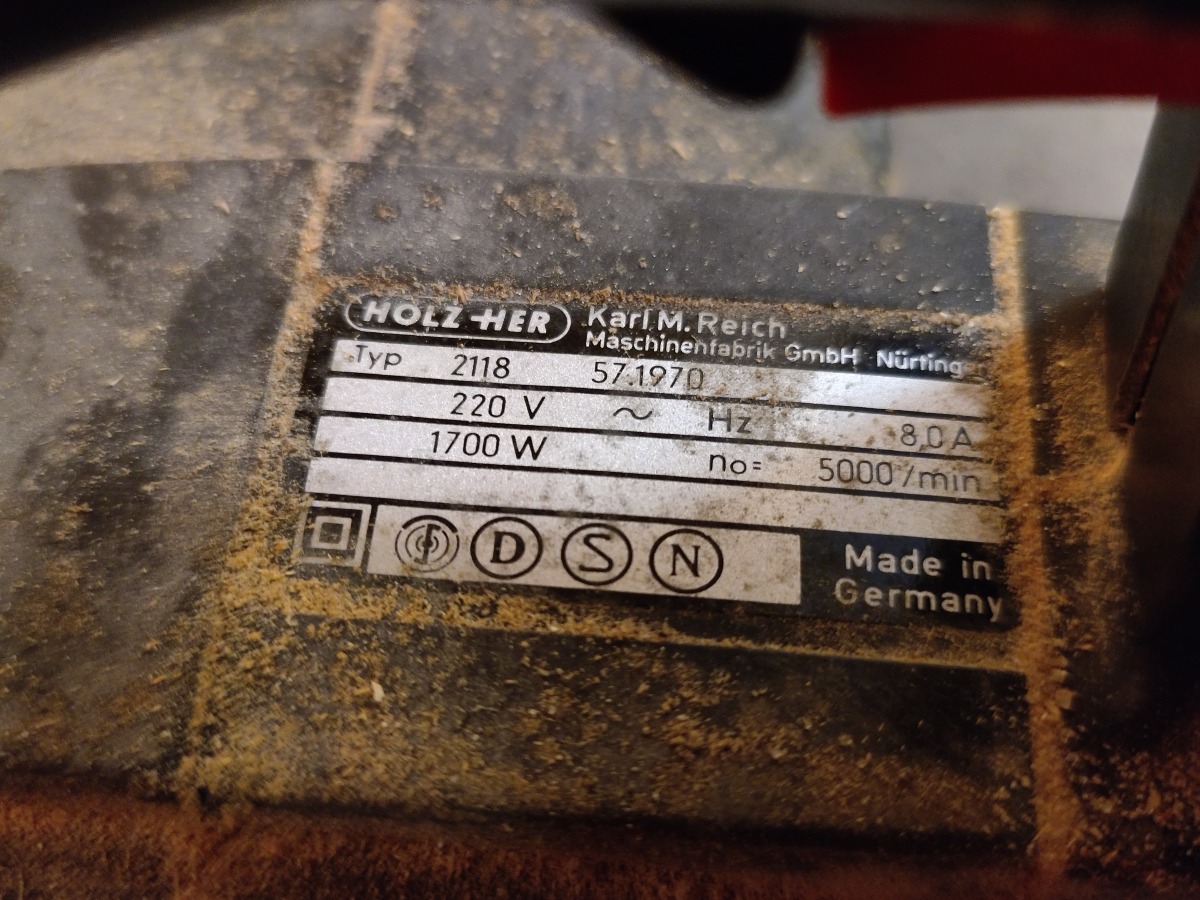 HOLZ-HER Karl M. Reich
Maschinenfabrik GmbH
Typ 2118 57.1970
220 V ~ Hz 8,0 A
1700 W no= 5000/min
D S N
Made in
Germany